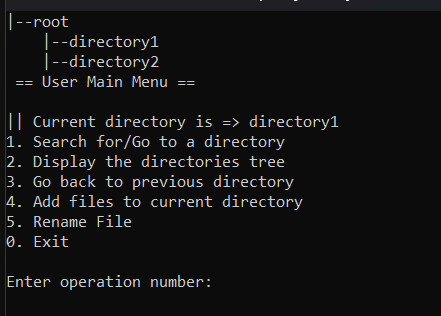 |--root
    |--directory1
    |--directory2
 == User Main Menu ==

|| Current directory is => directory1
1. Search for/Go to a directory
2. Display the directories tree
3. Go back to previous directory
4. Add files to current directory
5. Rename File
0. Exit

Enter operation number: